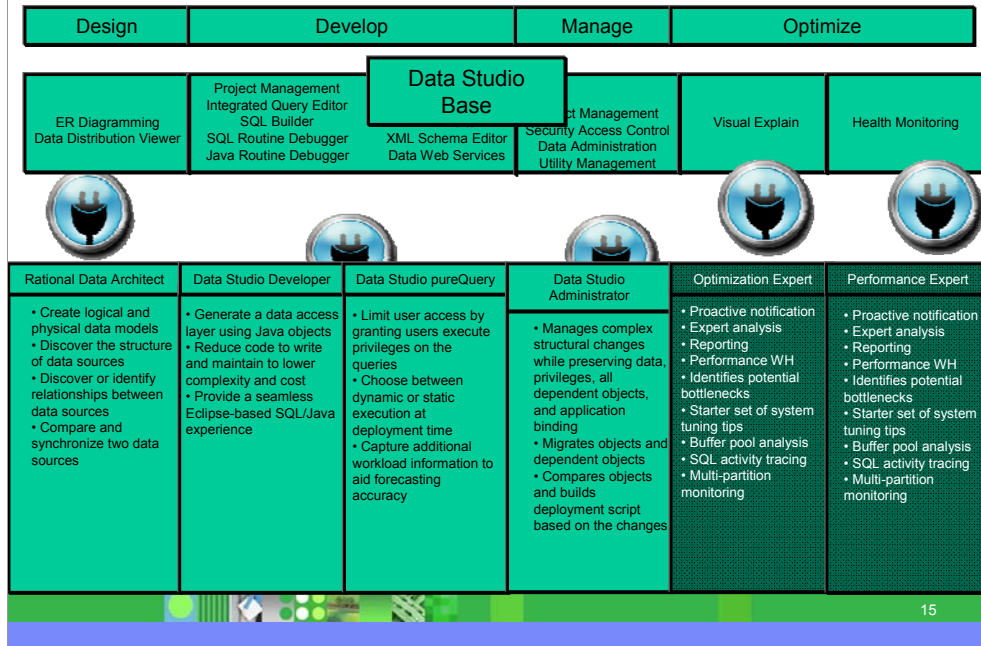 Design
Develop
Manage
Optimize
Data Studio
Base
ER Diagramming
Data Distribution Viewer
Project Management
Integrated Query Editor
SQL Builder
SQL Routine Debugger
Java Routine Debugger
XML Schema Editor
Data Web Services
Management
Security Access Control
Data Administration
Utility Management
Visual Explain
Health Monitoring
Rational Data Architect
• Create logical and
physical data models
• Discover the structure
of data sources
• Discover or identify
relationships between
data sources
• Compare and
synchronize two data
sources
Data Studio Developer
• Generate a data access
layer using Java objects
• Reduce code to write
and maintain to lower
complexity and cost
• Provide a seamless
Eclipse-based SQL/Java
experience
Data Studio pureQuery
• Limit user access by
granting users execute
privileges on the
queries
• Choose between
dynamic or static
execution at
deployment time
• Capture additional
workload information to
aid forecasting
accuracy
Data Studio
Administrator
• Manages complex
structural changes
while preserving data,
privileges, all
dependent objects,
and application
binding
• Migrates objects and
dependent objects
• Compares objects
and builds
deployment script
based on the changes
Optimization Expert
• Proactive notification
• Expert analysis
• Reporting
• Performance WH
• Identifies potential
bottlenecks
• Starter set of system
tuning tips
• Buffer pool analysis
• SQL activity tracing
• Multi-partition
monitoring
Performance Expert
• Proactive notification
• Expert analysis
• Reporting
• Performance WH
• Identifies potential
bottlenecks
• Starter set of system
tuning tips
• Buffer pool analysis
• SQL activity tracing
• Multi-partition
monitoring
15